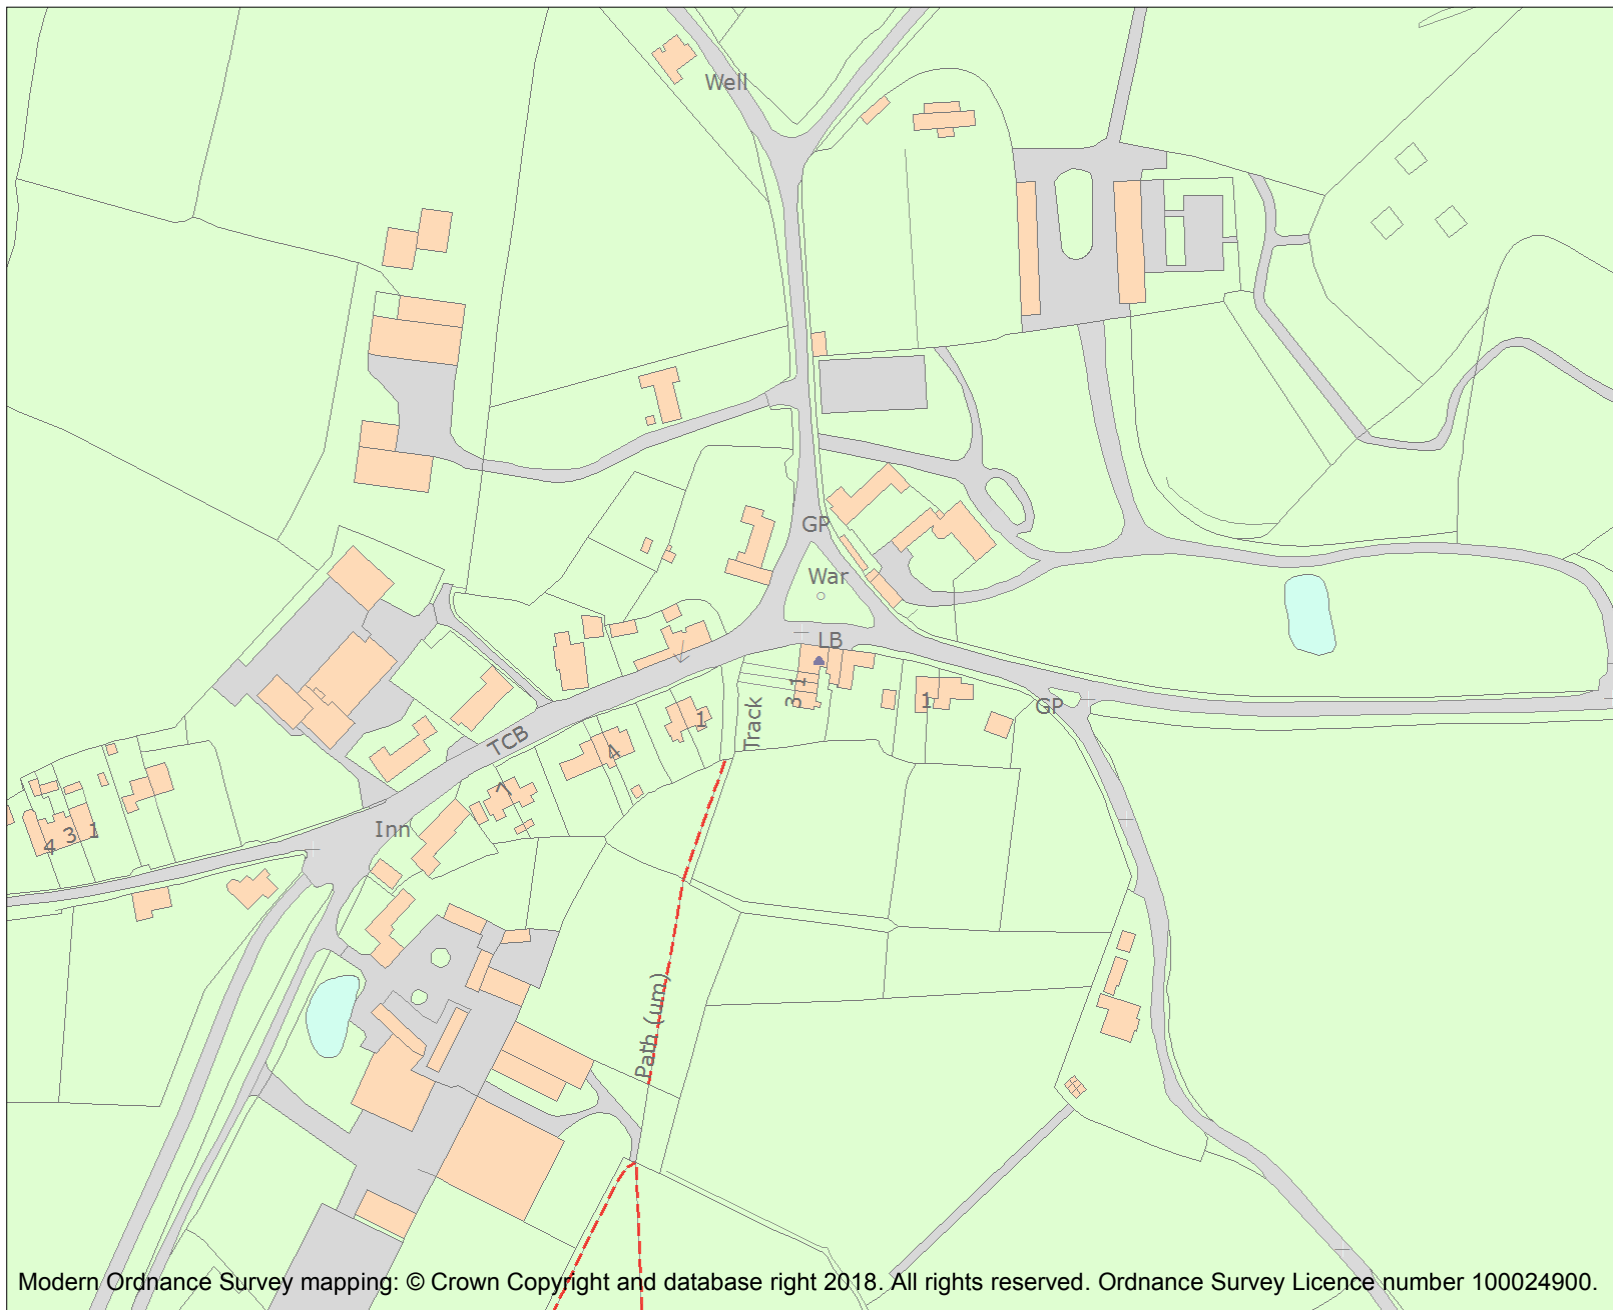 Well
GP
War
LB
1
3
1
GP
Track
1
TCB
4
7
Inn
1
3
4
Path (um)
Modern Ordnance Survey mapping: © Crown Copyright and database right 2018. All rights reserved. Ordnance Survey Licence number 100024900.